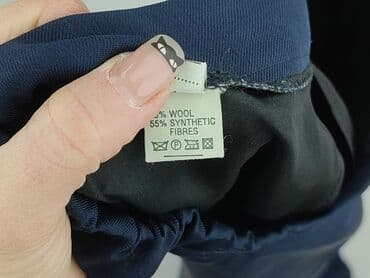 % WOOL
55% SYNTHETIC
FIBRES